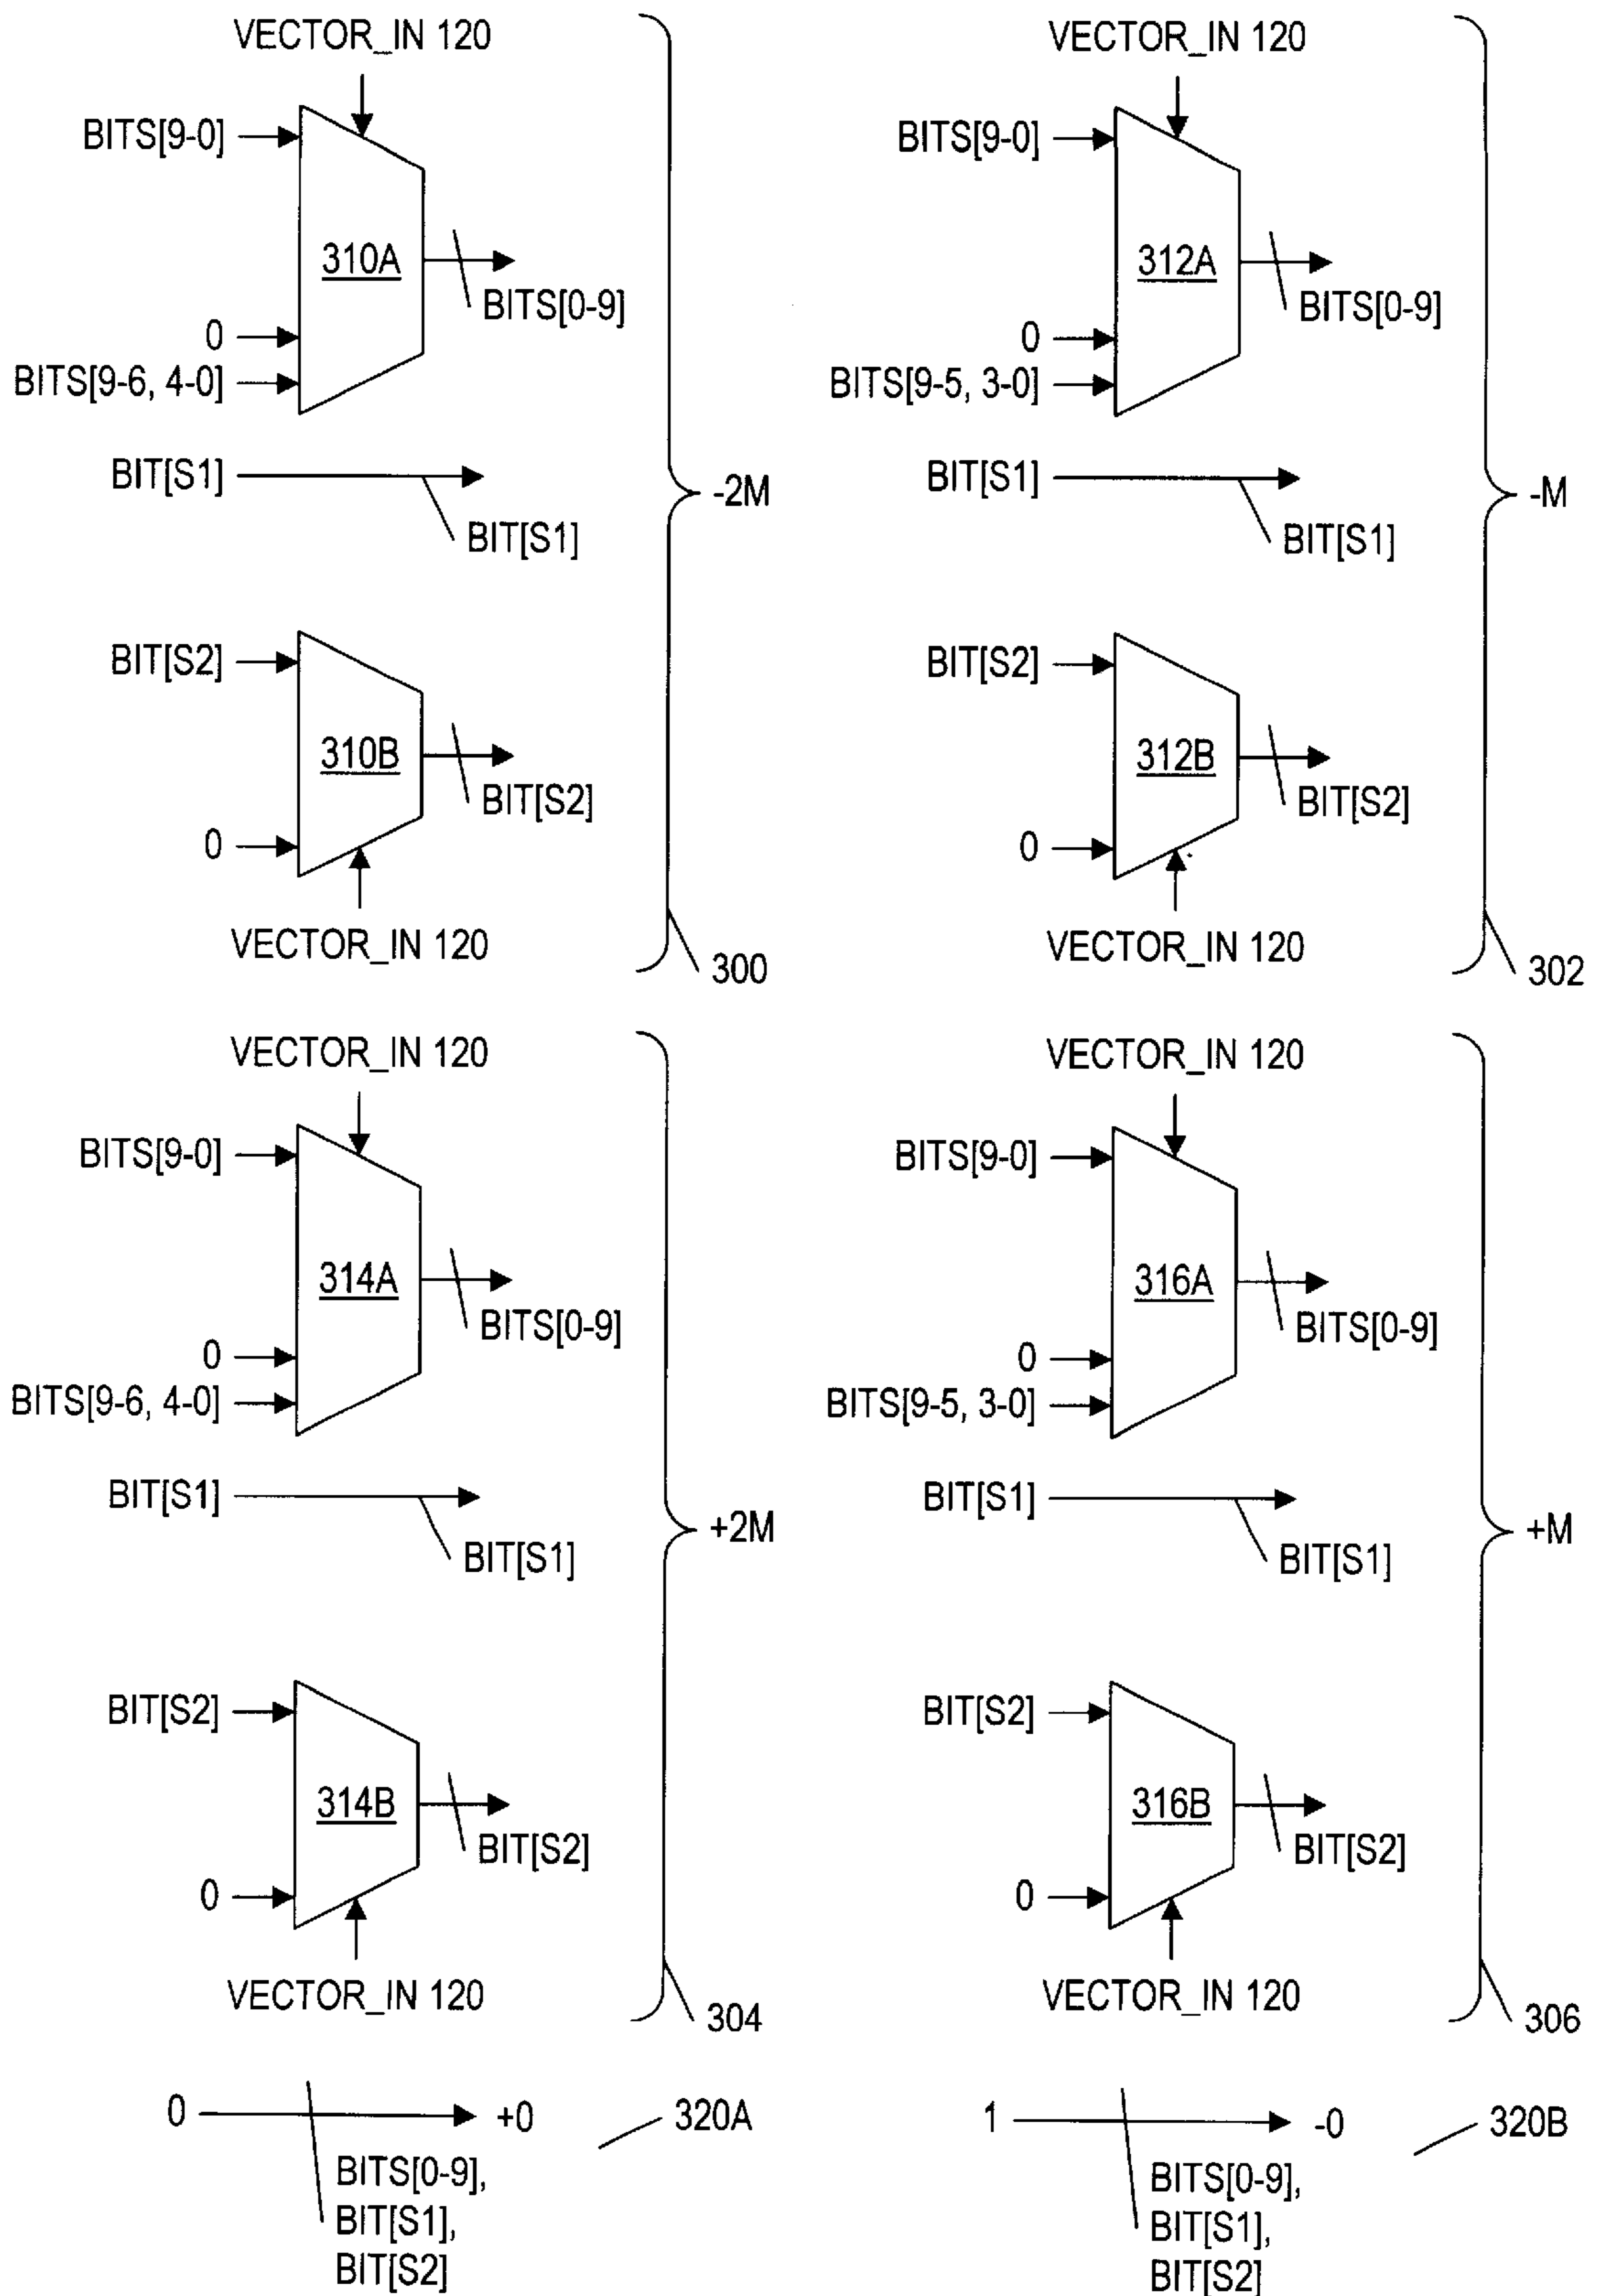 VECTOR_IN 120
BITS[9-0]
310A
BITS[0-9]
0
BITS[9-6, 4-0]
BIT[S1]
BIT[S1]
-2M
BIT[S2]
310B
BIT[S2]
0
VECTOR_IN 120
300
VECTOR_IN 120
BITS[9-0]
312A
BITS[0-9]
0
BITS[9-5, 3-0]
BIT[S1]
BIT[S1]
-M
BIT[S2]
312B
BIT[S2]
0
VECTOR_IN 120
302
VECTOR_IN 120
BITS[9-0]
314A
BITS[0-9]
0
BITS[9-6, 4-0]
BIT[S1]
BIT[S1]
+2M
BIT[S2]
314B
BIT[S2]
0
VECTOR_IN 120
304
VECTOR_IN 120
BITS[9-0]
316A
BITS[0-9]
0
BITS[9-5, 3-0]
BIT[S1]
BIT[S1]
+M
BIT[S2]
316B
BIT[S2]
0
VECTOR_IN 120
306
0
+0
320A
BITS[0-9],
BIT[S1],
BIT[S2]
1
-0
320B
BITS[0-9],
BIT[S1],
BIT[S2]